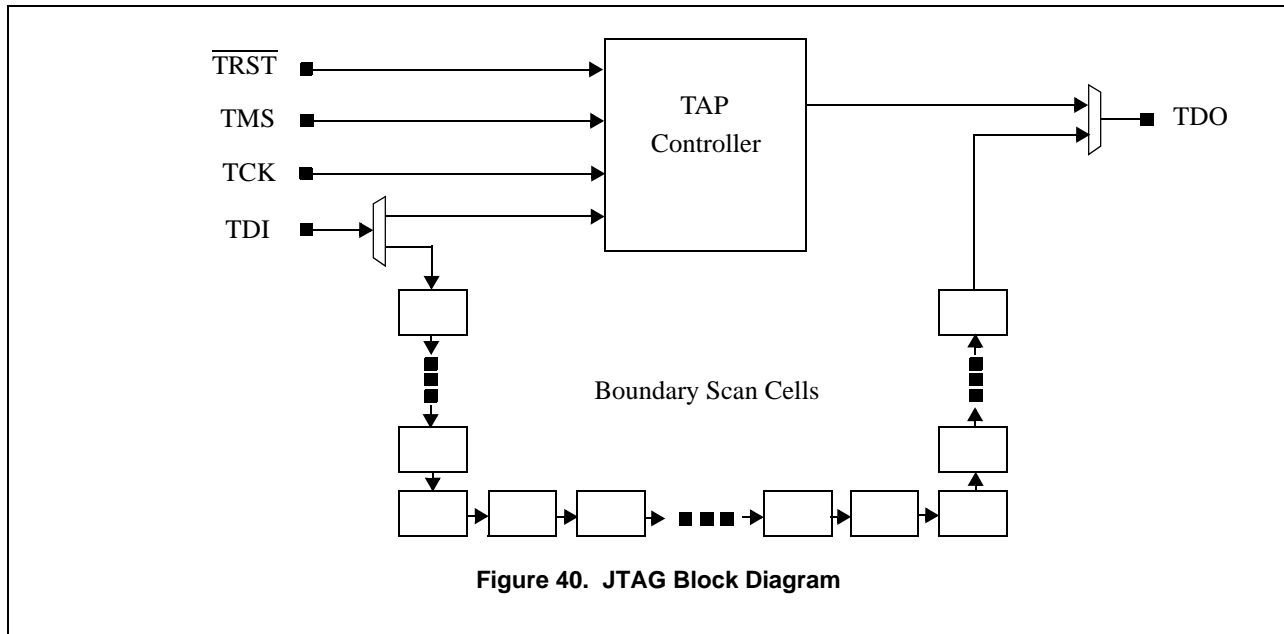 TRST
TMS
TCK
TDI
TAP
Controller
TDO
Boundary Scan Cells
Figure 40. JTAG Block Diagram